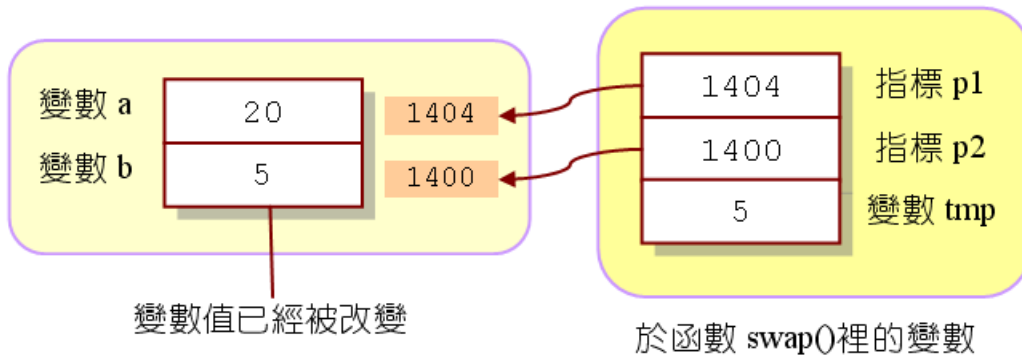 變數 a
20
1404
變數 b
5
1400
變數值已經被改變
1404
指標 p1
1400
指標 p2
5
變數 tmp
於函數 swap()裡的變數